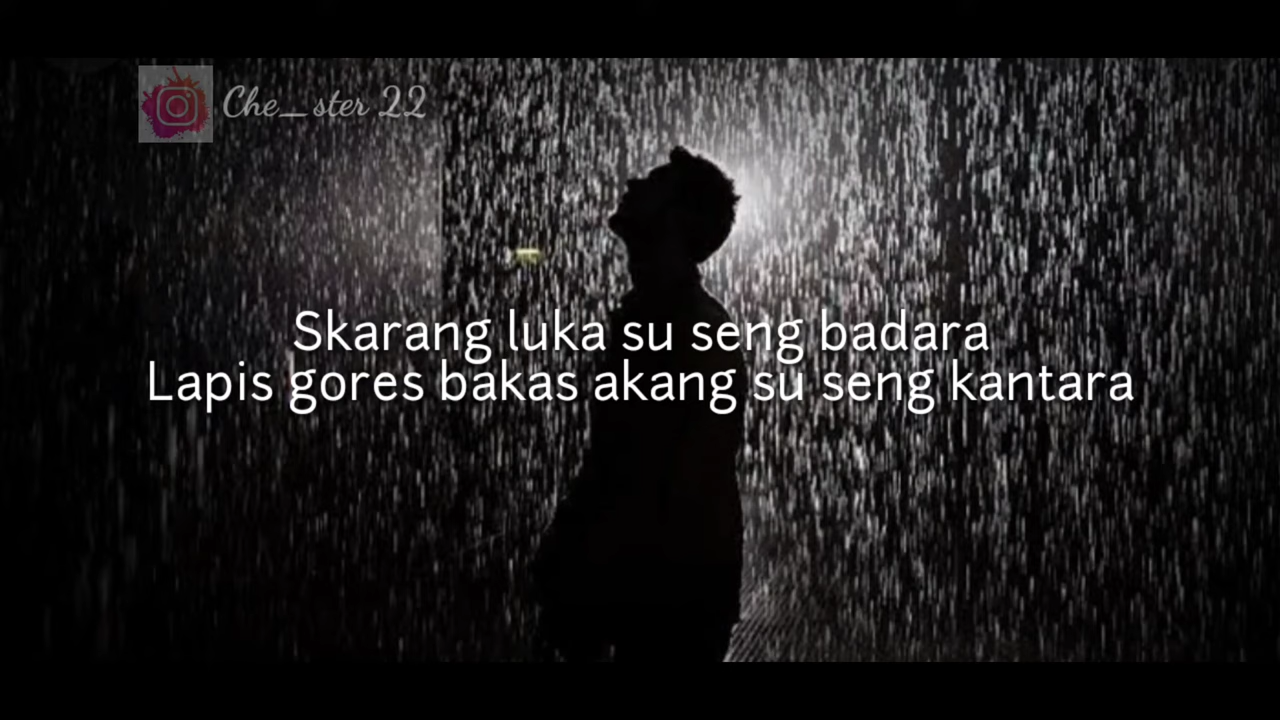 Che_ster 22
Skarang luka su seng badara
Lapis gores bakas akang su seng kantara